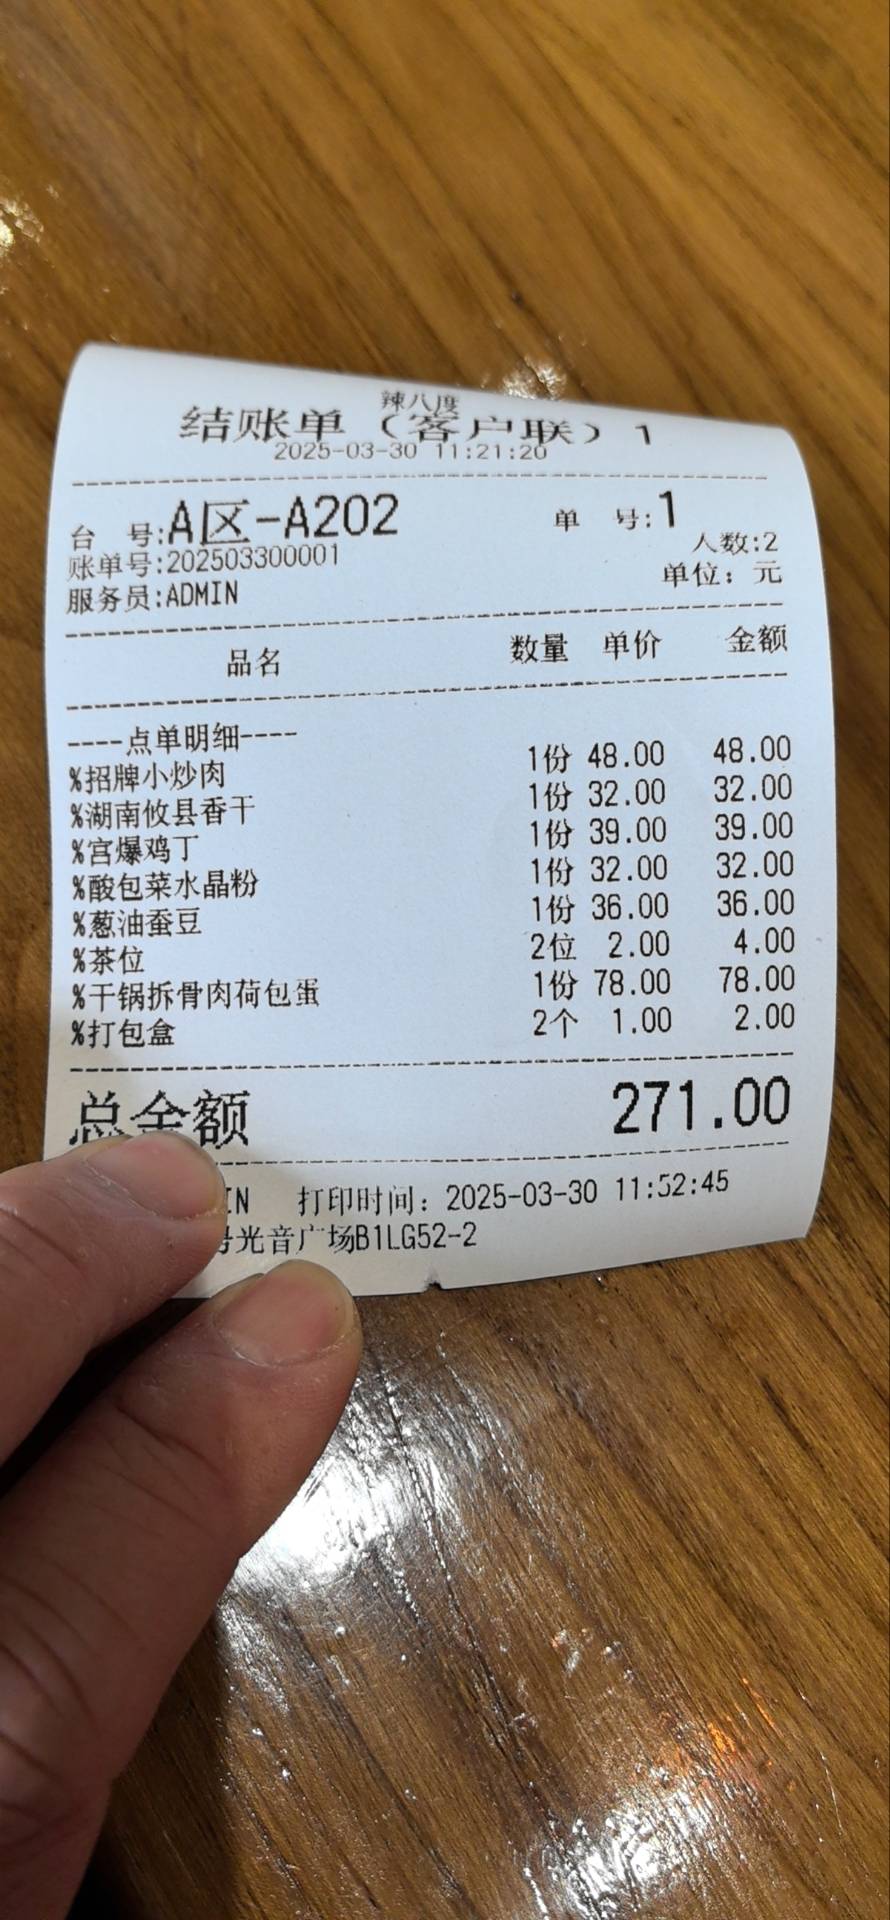 辣八度
结账单（客户联）1
2025-03-30 11:21:20
台 号:A区-A202 单 号:1
账单号:202503300001 人数:2
服务员:ADMIN 单位：元
品名 数量 单价 金额
----点单明细----
%招牌小炒肉 1份 48.00 48.00
%湖南攸县香干 1份 32.00 32.00
%宫爆鸡丁 1份 39.00 39.00
%酸包菜水晶粉 1份 32.00 32.00
%葱油蚕豆 1份 36.00 36.00
%茶位 2位 2.00 4.00
%干锅拆骨肉荷包蛋 1份 78.00 78.00
%打包盒 2个 1.00 2.00
总金额 271.00
IN 打印时间：2025-03-30 11:52:45
号光音广场B1LG52-2